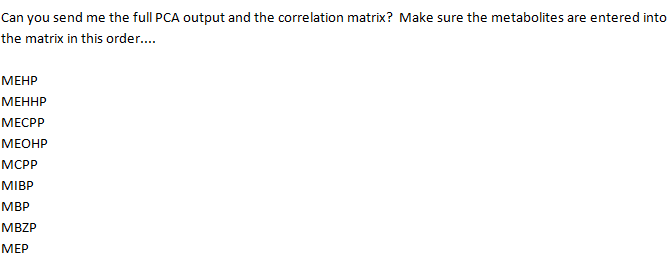 Can you send me the full PCA output and the correlation matrix?  Make sure the metabolites are entered into
the matrix in this order....
MEHP
MEHHP
MECPP
MEOHP
MCPP
MIBP
MBP
MBZP
MEP